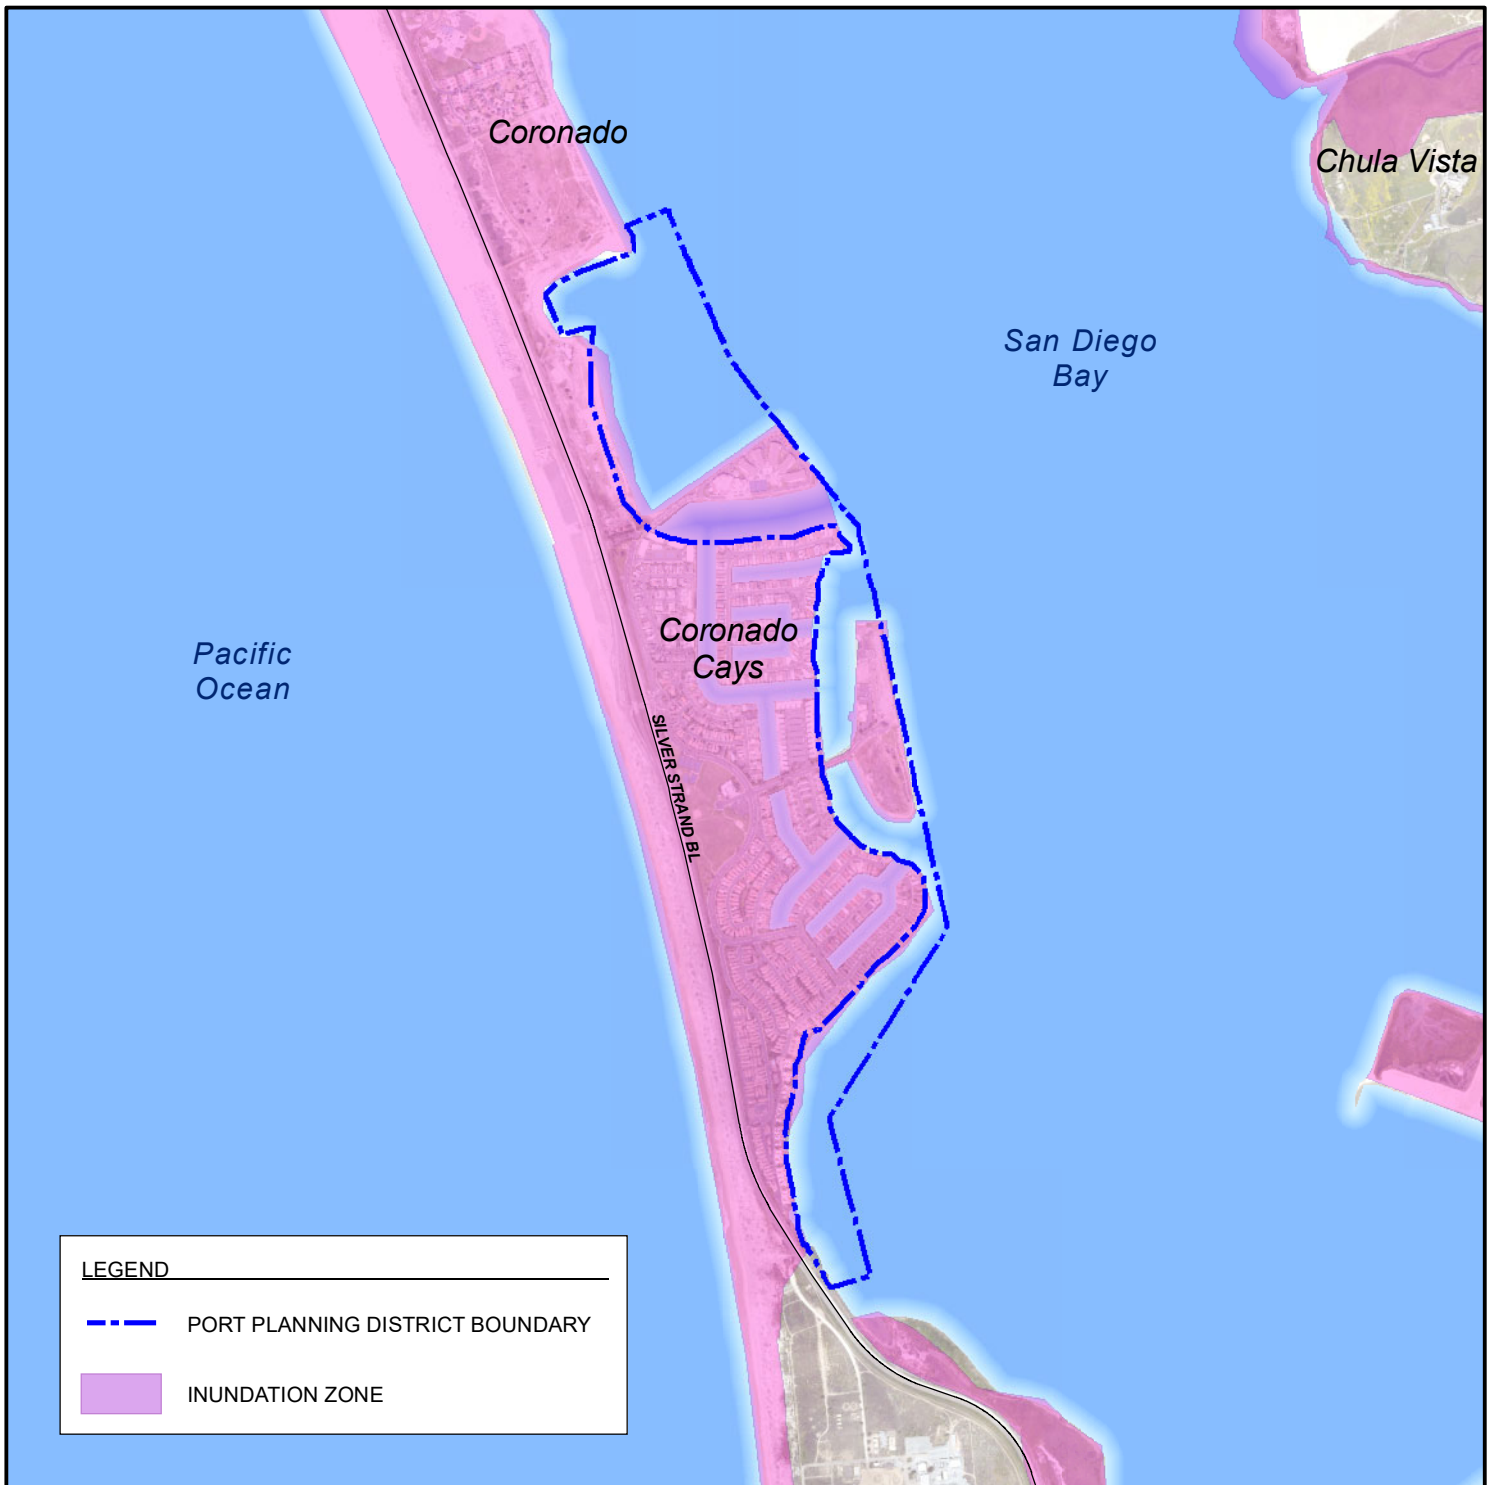 Coronado
Chula Vista
San Diego
Bay
Coronado
Cays
Pacific
Ocean
SILVER STRAND BL
LEGEND
PORT PLANNING DISTRICT BOUNDARY
INUNDATION ZONE